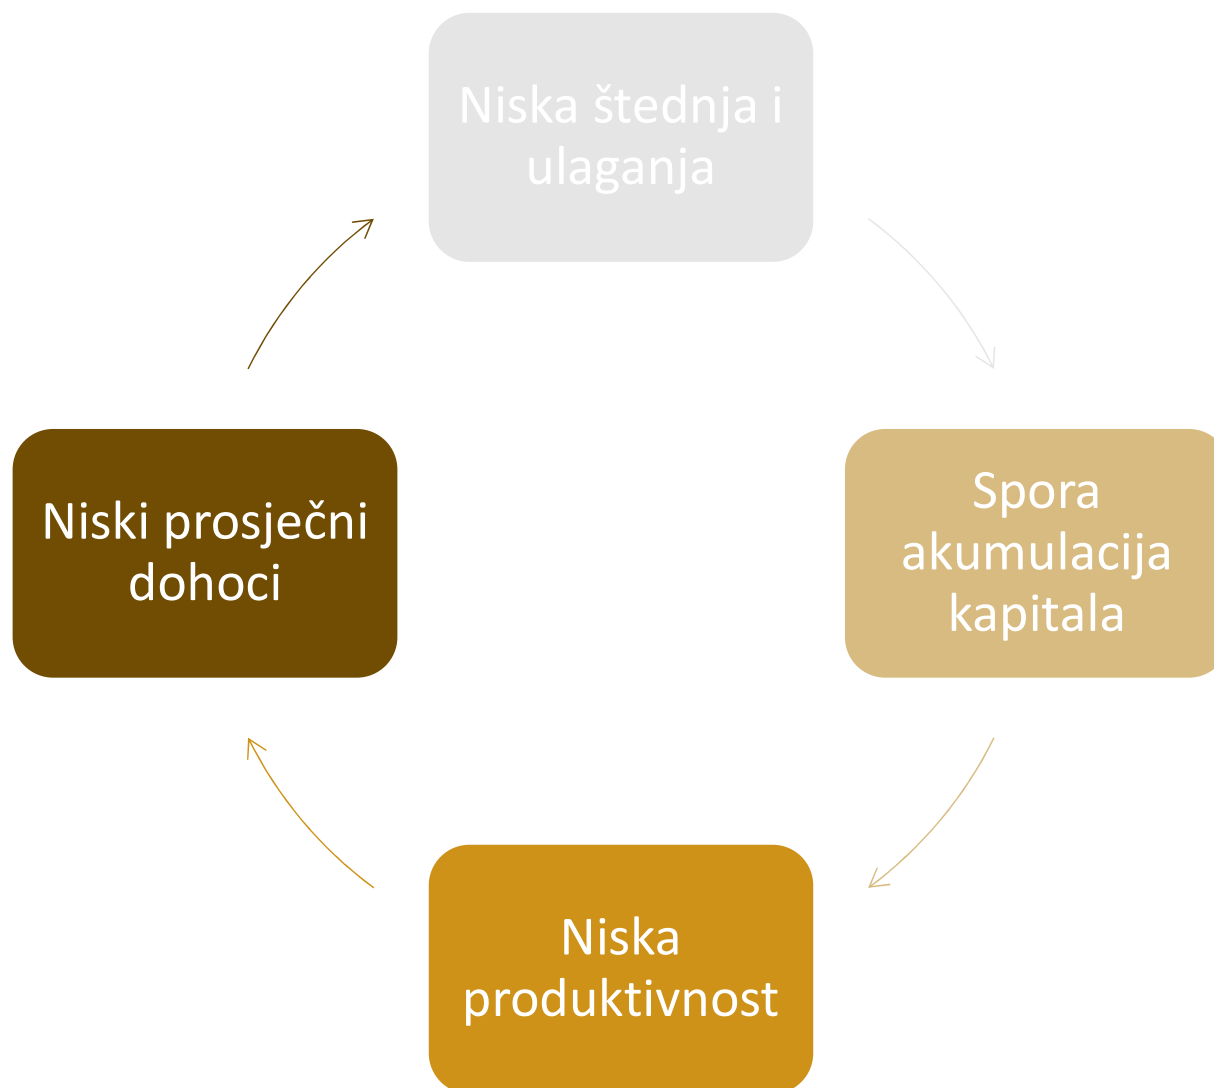 Niska štednja i
ulaganja
Niski prosječni
dohoci
Spora
akumulacija
kapitala
Niska
produktivnost